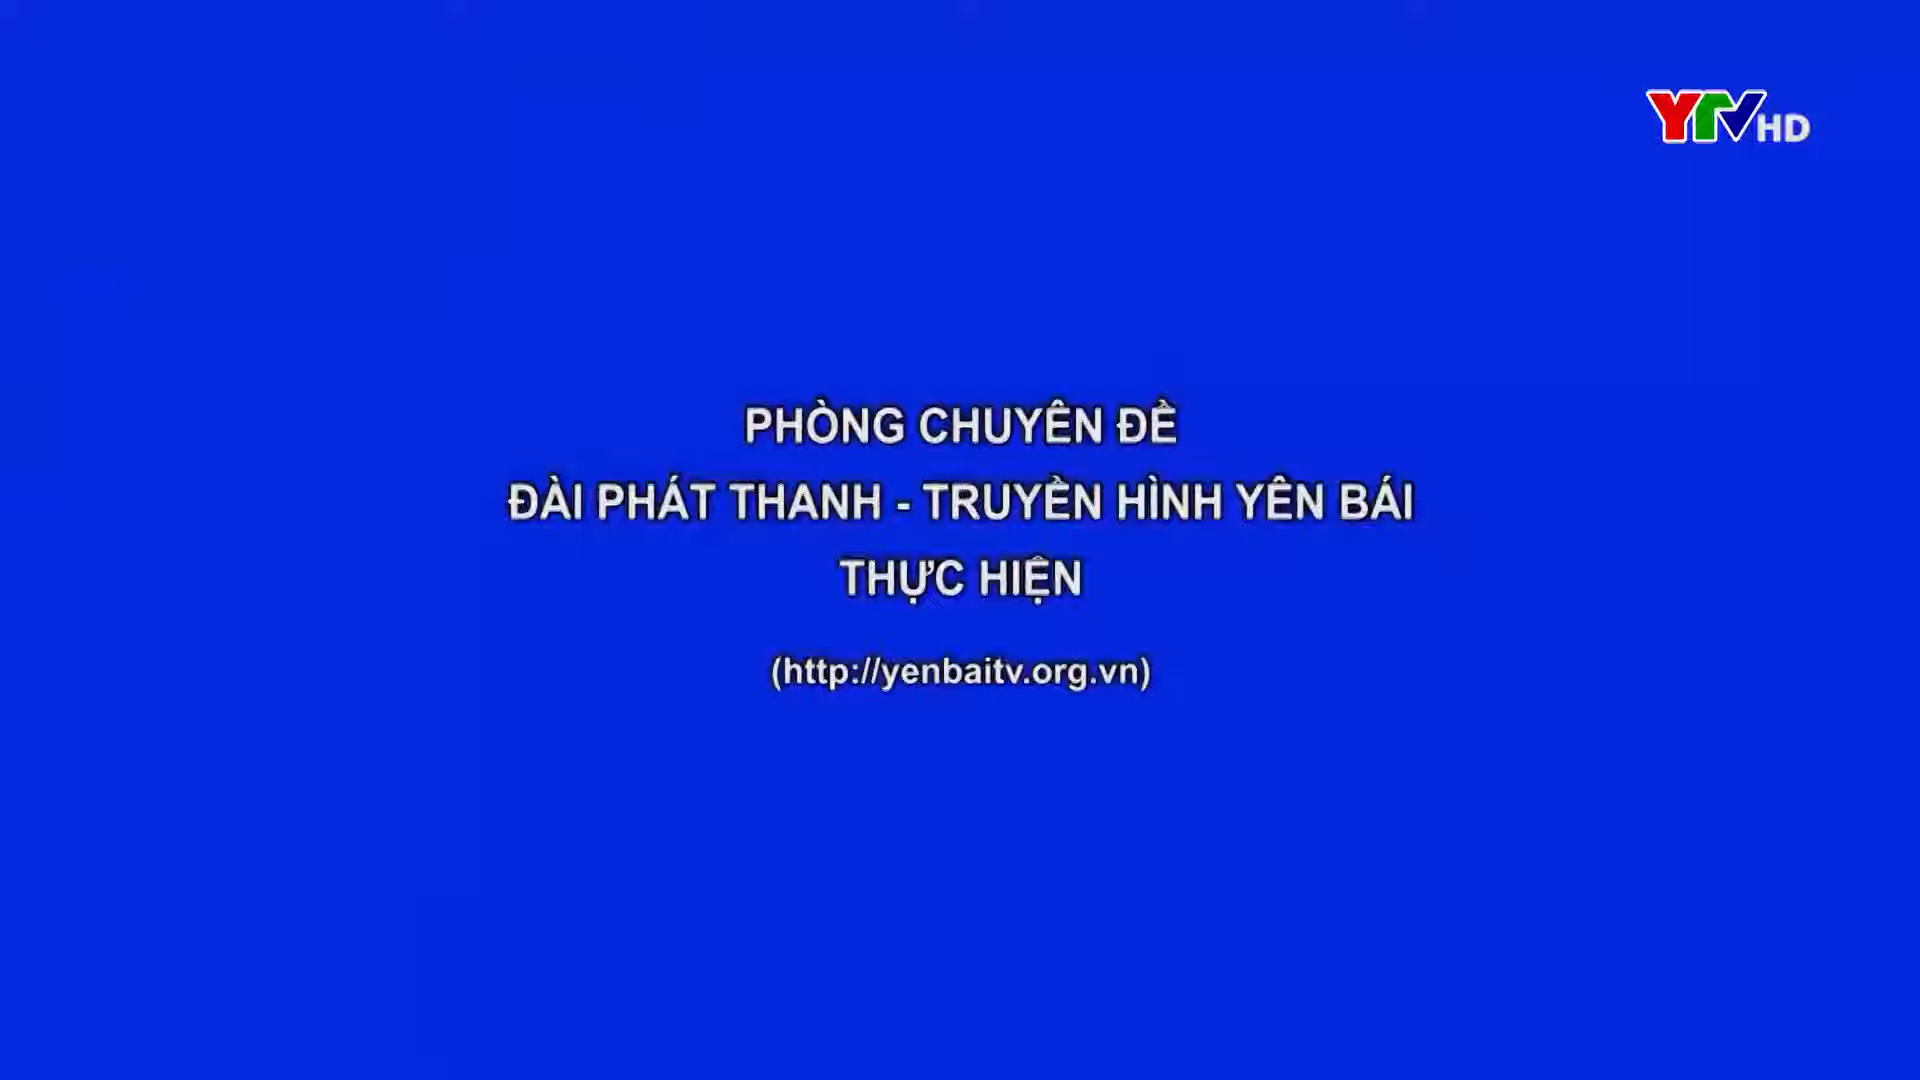 YTV HD
PHÒNG CHUYÊN ĐỀ
ĐÀI PHÁT THANH - TRUYỀN HÌNH YÊN BÁI
THỰC HIỆN
(http://yenbaitv.org.vn)